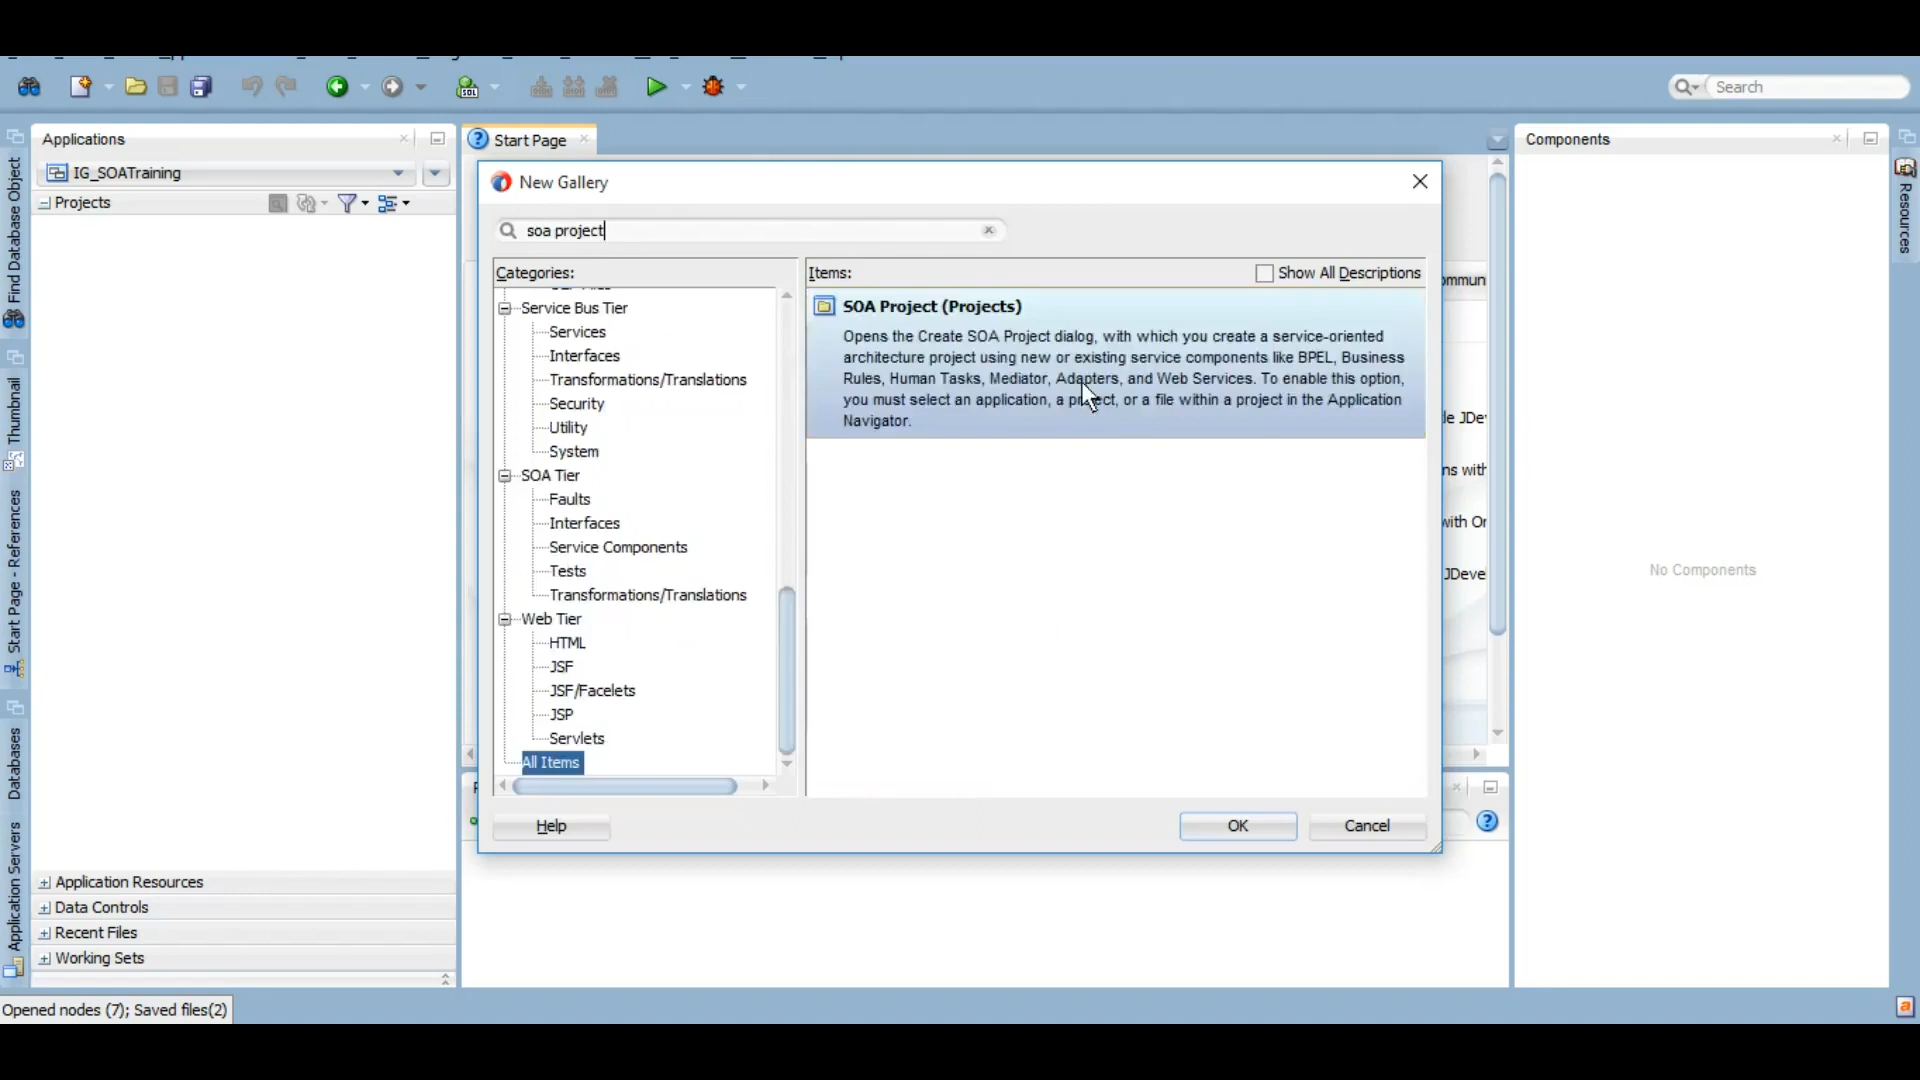 SQL
Search
Applications
IG_SOATraining
Projects
Find Database Object
Thumbnail
Start Page - References
Databases
Application Servers
Application Resources
Data Controls
Recent Files
Working Sets
Opened nodes (7); Saved files(2)
Start Page
New Gallery
soa project
Categories:
Service Bus Tier
Services
Interfaces
Transformations/Translations
Security
Utility
System
SOA Tier
Faults
Interfaces
Service Components
Tests
Transformations/Translations
Web Tier
HTML
JSF
JSF/Facelets
JSP
Servlets
All Items
Items:
Show All Descriptions
SOA Project (Projects)
Opens the Create SOA Project dialog, with which you create a service-oriented
architecture project using new or existing service components like BPEL, Business
Rules, Human Tasks, Mediator, Adapters, and Web Services. To enable this option,
you must select an application, a project, or a file within a project in the Application
Navigator.
Help
OK
Cancel
Components
No Components
Resources